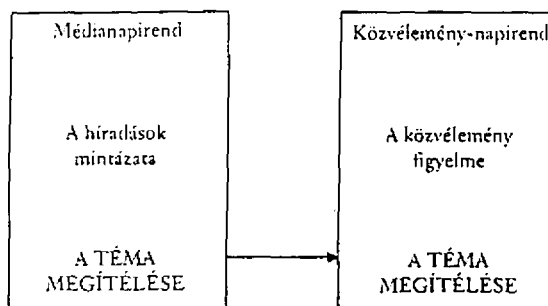 Médianapirend
A híradások
mintázata
A TÉMA
MEGÍTÉLÉSE
Közvélemény-napirend
A közvélemény
figyelme
A TÉMA
MEGÍTÉLÉSE